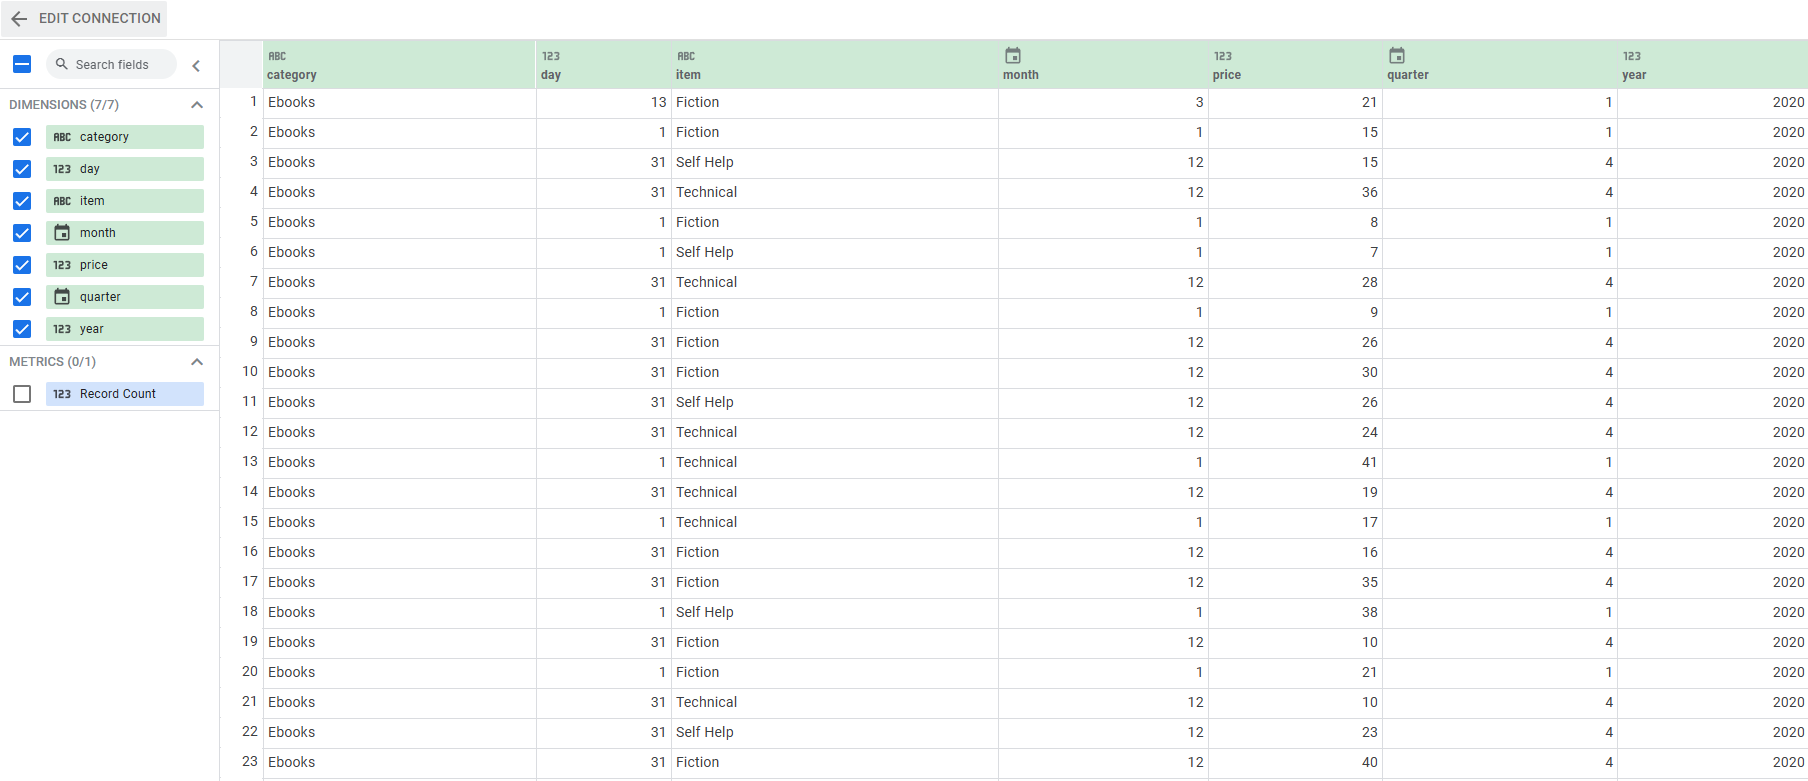 EDIT CONNECTION
Search fields
DIMENSIONS (7/7)
ABC category
123 day
ABC item
month
123 price
quarter
123 year
METRICS (0/1)
123 Record Count
ABC 123 ABC 123 123
category day item month price quarter year
1 Ebooks 13 Fiction 3 21 1 2020
2 Ebooks 1 Fiction 1 15 1 2020
3 Ebooks 31 Self Help 12 15 4 2020
4 Ebooks 31 Technical 12 36 4 2020
5 Ebooks 1 Fiction 1 8 1 2020
6 Ebooks 1 Self Help 1 7 1 2020
7 Ebooks 31 Technical 12 28 4 2020
8 Ebooks 1 Fiction 1 9 1 2020
9 Ebooks 31 Fiction 12 26 4 2020
10 Ebooks 31 Fiction 12 30 4 2020
11 Ebooks 31 Self Help 12 26 4 2020
12 Ebooks 31 Technical 12 24 4 2020
13 Ebooks 1 Technical 1 41 1 2020
14 Ebooks 31 Technical 12 19 4 2020
15 Ebooks 1 Technical 1 17 1 2020
16 Ebooks 31 Fiction 12 16 4 2020
17 Ebooks 31 Fiction 12 35 4 2020
18 Ebooks 1 Self Help 1 38 1 2020
19 Ebooks 31 Fiction 12 10 4 2020
20 Ebooks 1 Fiction 1 21 1 2020
21 Ebooks 31 Technical 12 10 4 2020
22 Ebooks 31 Self Help 12 23 4 2020
23 Ebooks 31 Fiction 12 40 4 2020